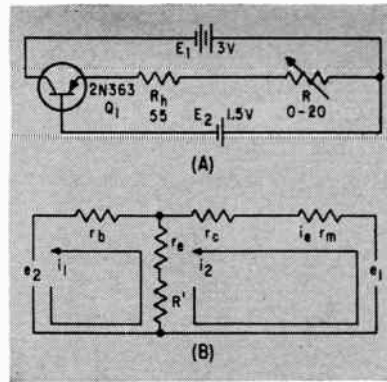 E1 3V
2N363
Q1
Rh
55
R
0-20
E2 1.5V
(A)
rb
re
rc
ie rm
e2
i1
i2
e1
R'
(B)